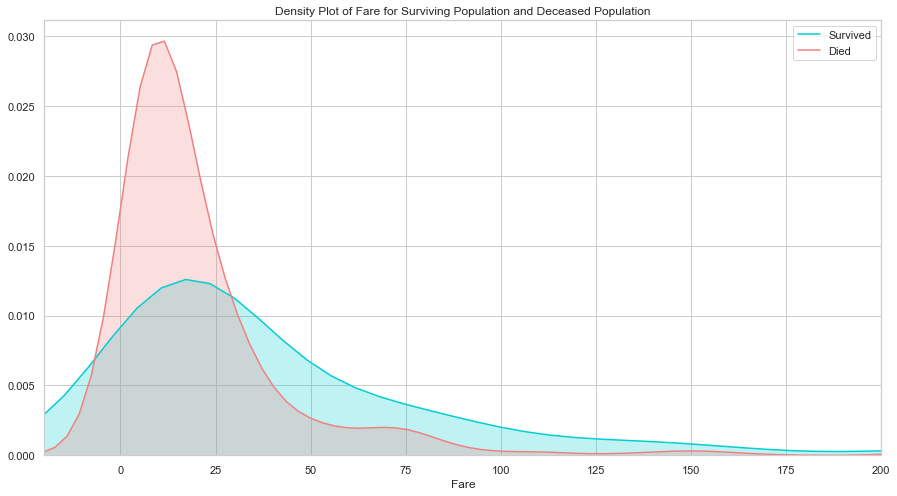 Density Plot of Fare for Surviving Population and Deceased Population
Survived
Died
0.030
0.025
0.020
0.015
0.010
0.005
0.000
0 25 50 75 100 125 150 175 200
Fare